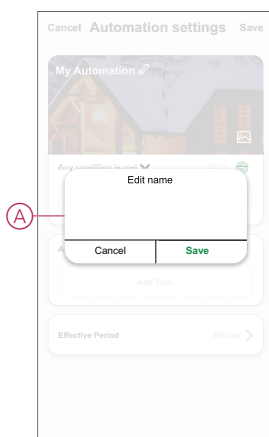 Cancel Automation settings Save
My Automation
Any condition is met
Edit name
A
Cancel Save
Add Task
Effective Period All-Day